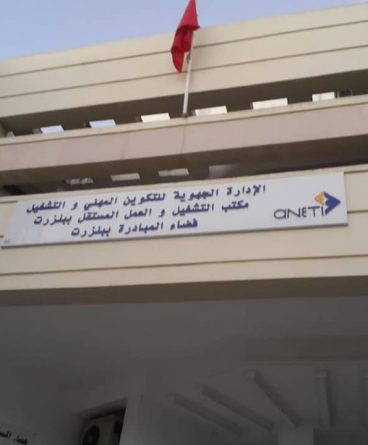 الإدارة الجهوية للتكوين المهني و التشغيل
مكتب التشغيل و العمل المستقل ببنزرت
فضاء المبادرة ببنزرت
aneti